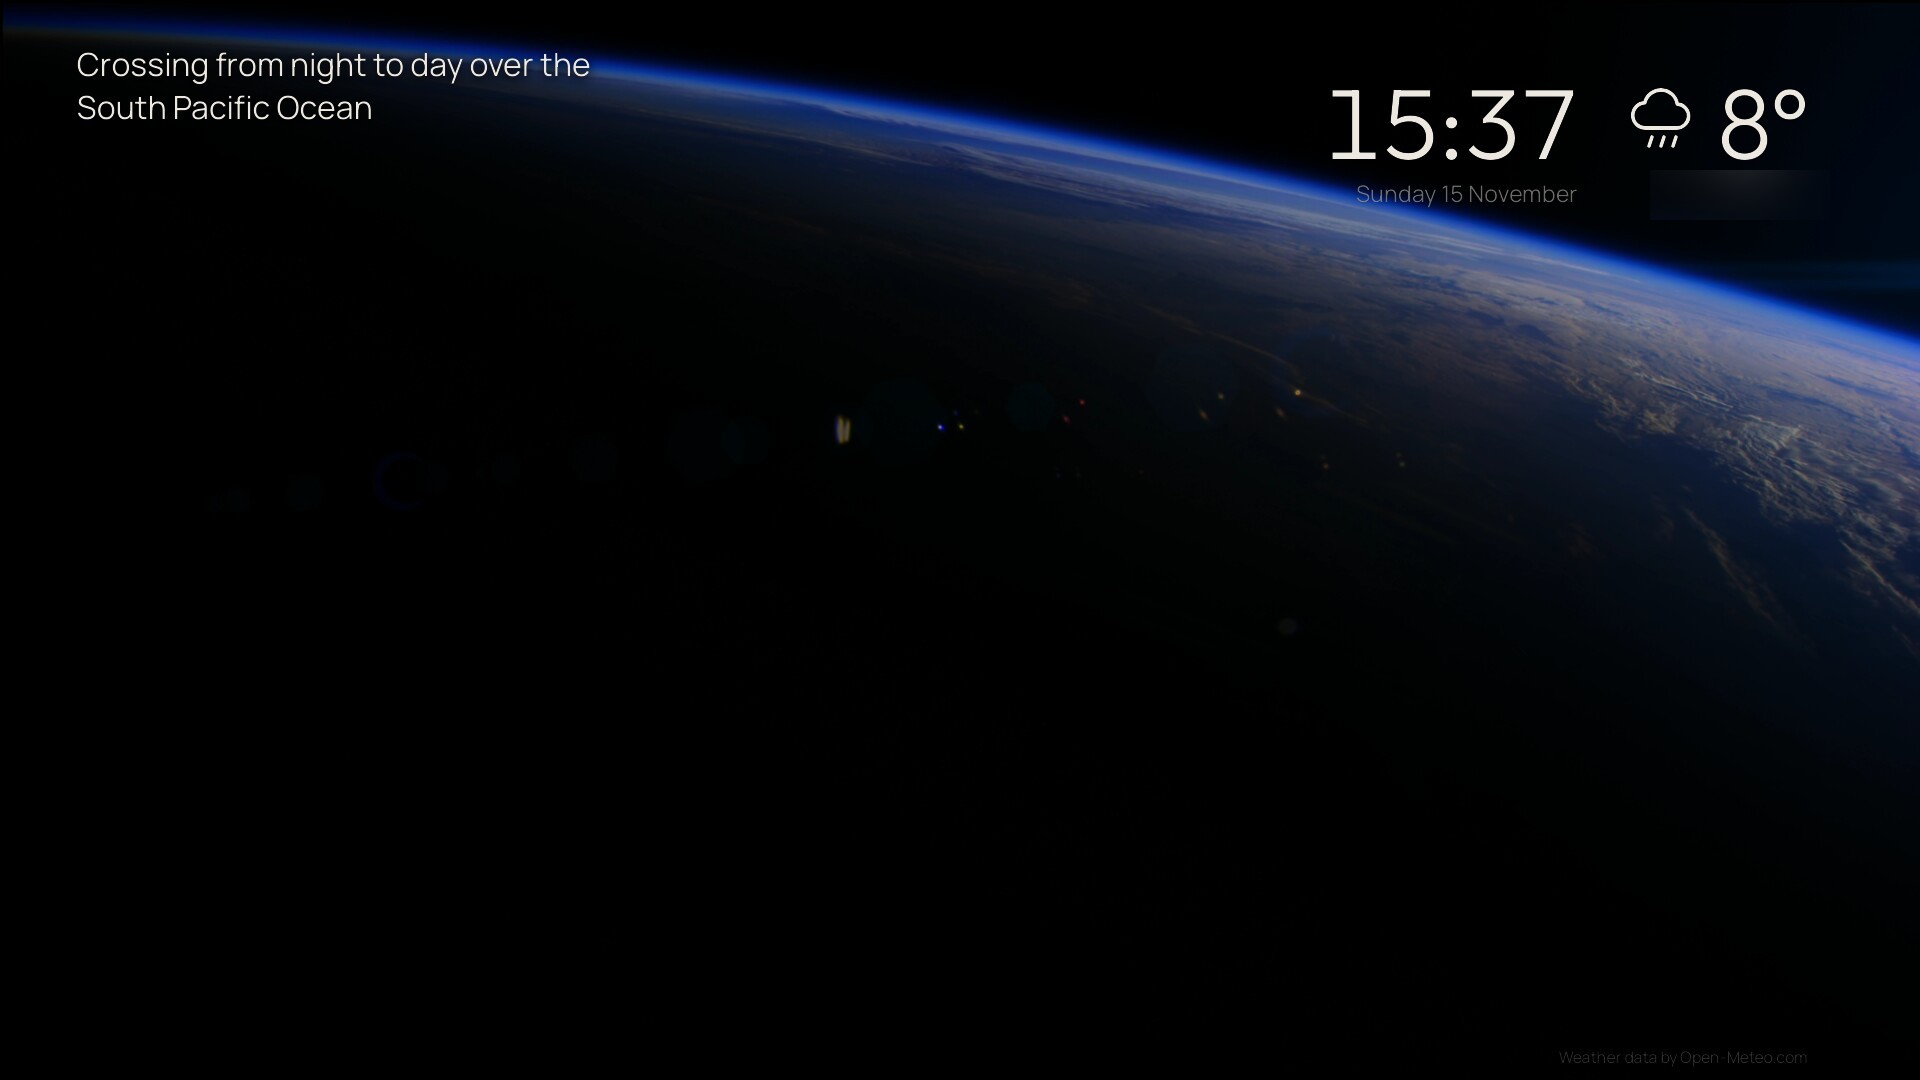 Crossing from night to day over the
South Pacific Ocean
15:37
8°
Sunday 15 November
Weather data by Open-Meteo.com